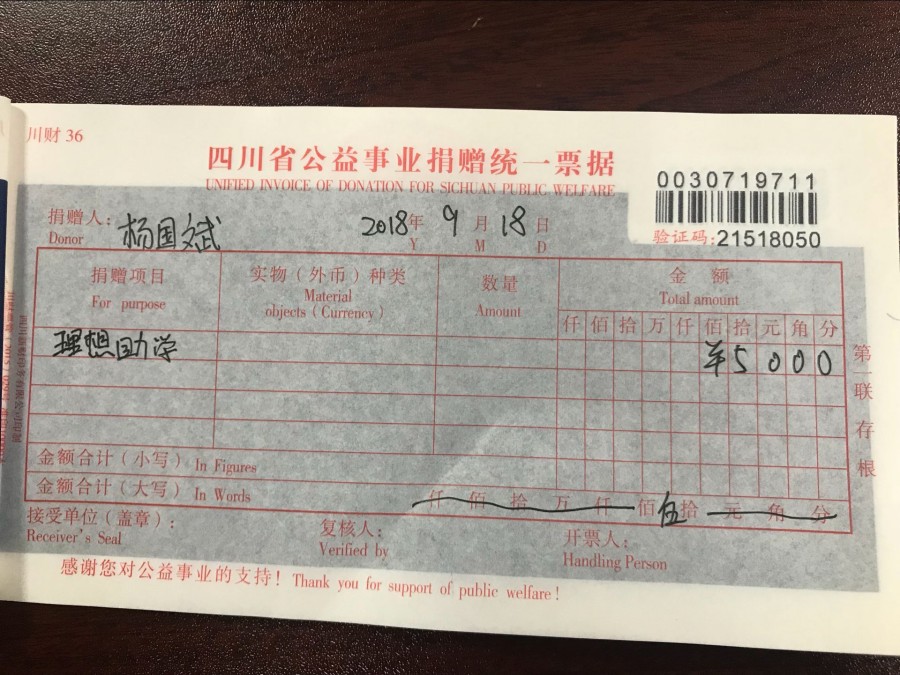 川财 36
四川省公益事业捐赠统一票据
UNIFIED INVOICE OF DONATION FOR SICHUAN PUBLIC WELFARE
0030719711
验证码:21518050
捐赠人: 杨国斌 2018年 9月 18日
Donor Y M D
捐赠项目 实物（外币）种类 数量 金额
For purpose Material objects (Currency) Amount Total amount
仟 佰 拾 万 仟 佰 拾 元 角 分
理想助学 ¥5000
金额合计（小写） In Figures
金额合计（大写） In Words 仟 佰 拾 万 仟 佰 伍拾 元 角 分
接受单位（盖章）: 复核人: 开票人:
Receiver's Seal Verified by Handling Person
感谢您对公益事业的支持! Thank you for support of public welfare!
第一联存根